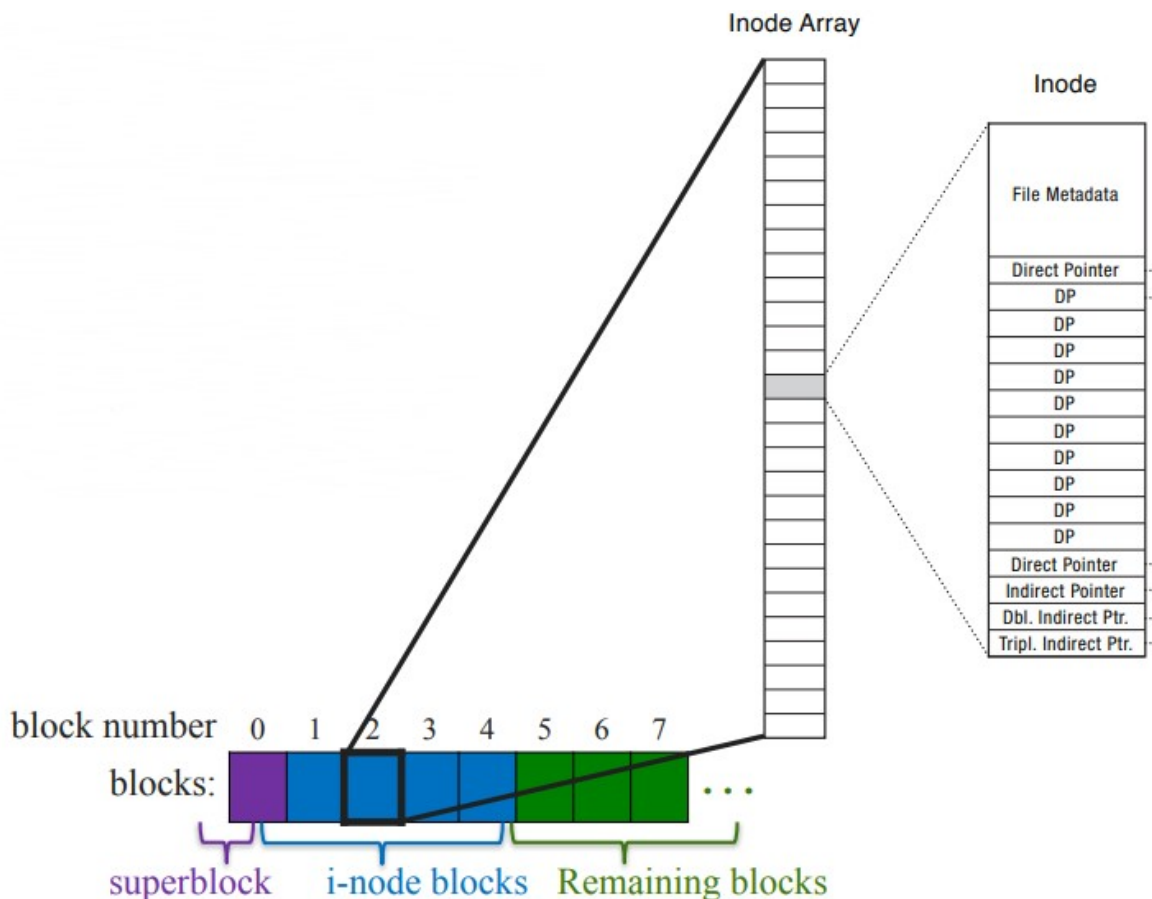 Inode Array
Inode
File Metadata
Direct Pointer
DP
DP
DP
DP
DP
DP
DP
DP
DP
DP
Direct Pointer
Indirect Pointer
Dbl. Indirect Ptr.
Tripl. Indirect Ptr.
block number 0 1 2 3 4 5 6 7
blocks: ...
superblock i-node blocks Remaining blocks